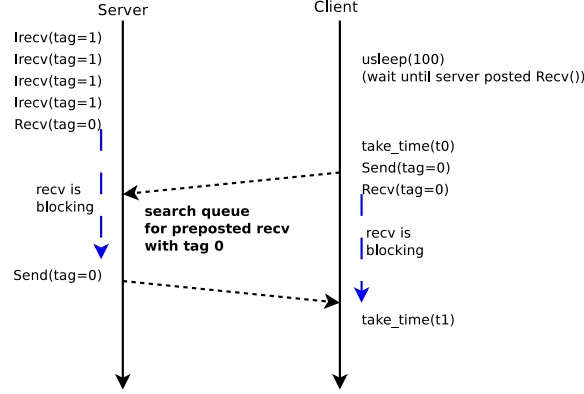 Server
Client
Irecv(tag=1)
Irecv(tag=1)
Irecv(tag=1)
Irecv(tag=1)
Recv(tag=0)
usleep(100)
(wait until server posted Recv())
take_time(t0)
Send(tag=0)
Recv(tag=0)
recv is
blocking
search queue
for preposted recv
with tag 0
recv is
blocking
Send(tag=0)
take_time(t1)